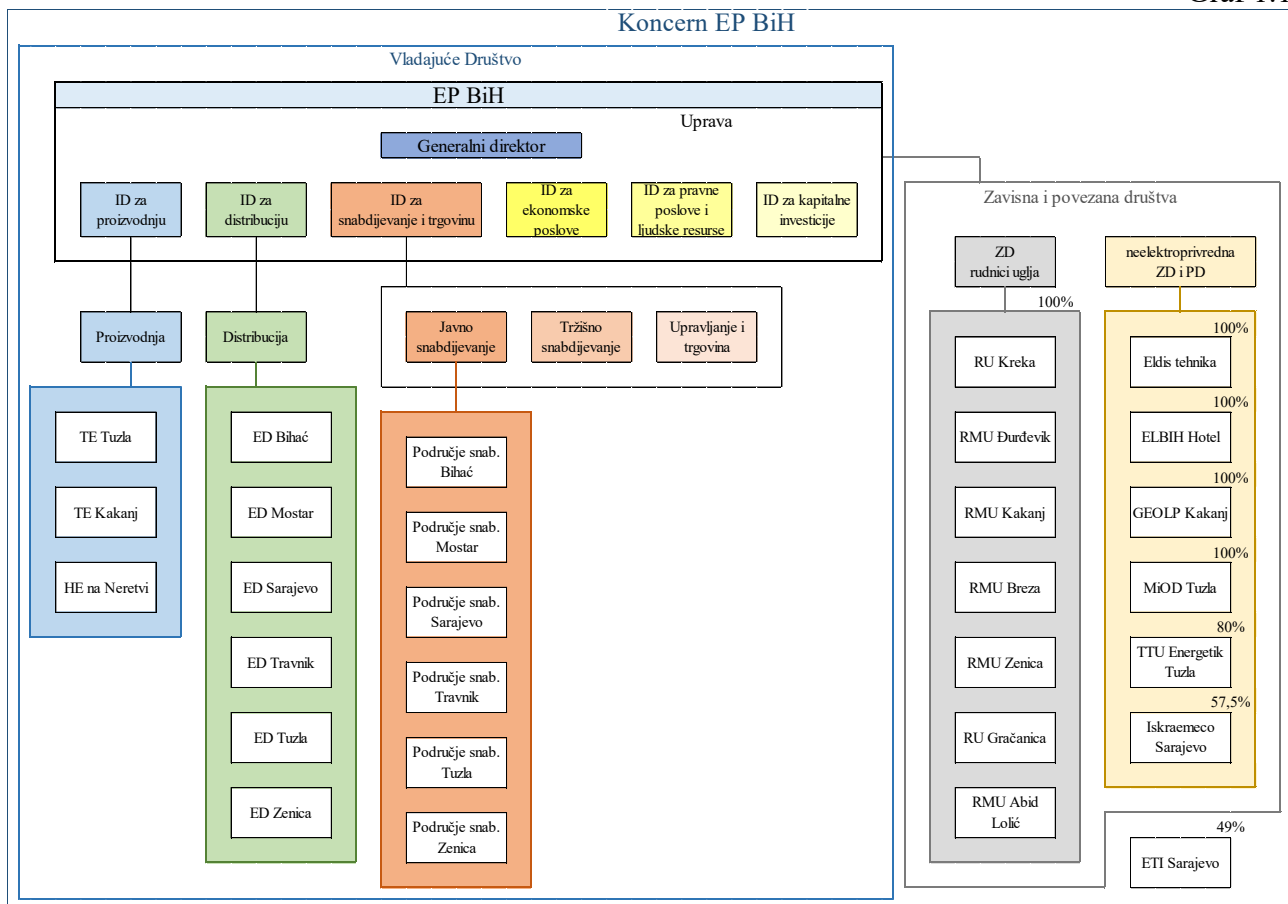 Koncern EP BiH
Vladajuće Društvo
EP BiH
Uprava
Generalni direktor
ID za
proizvodnju
ID za
distribuciju
ID za
snabdijevanje i trgovinu
ID za
ekonomske
poslove
ID za pravne
poslove i
ljudske resurse
ID za kapitalne
investicije
Proizvodnja
Distribucija
Javno
snabdijevanje
Tržišno
snabdijevanje
Upravljanje i
trgovina
TE Tuzla
TE Kakanj
HE na Neretvi
ED Bihać
ED Mostar
ED Sarajevo
ED Travnik
ED Tuzla
ED Zenica
Područje snab.
Bihać
Područje snab.
Mostar
Područje snab.
Sarajevo
Područje snab.
Travnik
Područje snab.
Tuzla
Područje snab.
Zenica
Zavisna i povezana društva
ZD
rudnici uglja
100%
RU Kreka
RMU Đurđevik
RMU Kakanj
RMU Breza
RMU Zenica
RU Gračanica
RMU Abid
Lolić
neelektroprivredna
ZD i PD
100%
Eldis tehnika
100%
ELBIH Hotel
100%
GEOLP Kakanj
100%
MiOD Tuzla
80%
TTU Energetik
Tuzla
57,5%
Iskraemeco
Sarajevo
49%
ETI Sarajevo